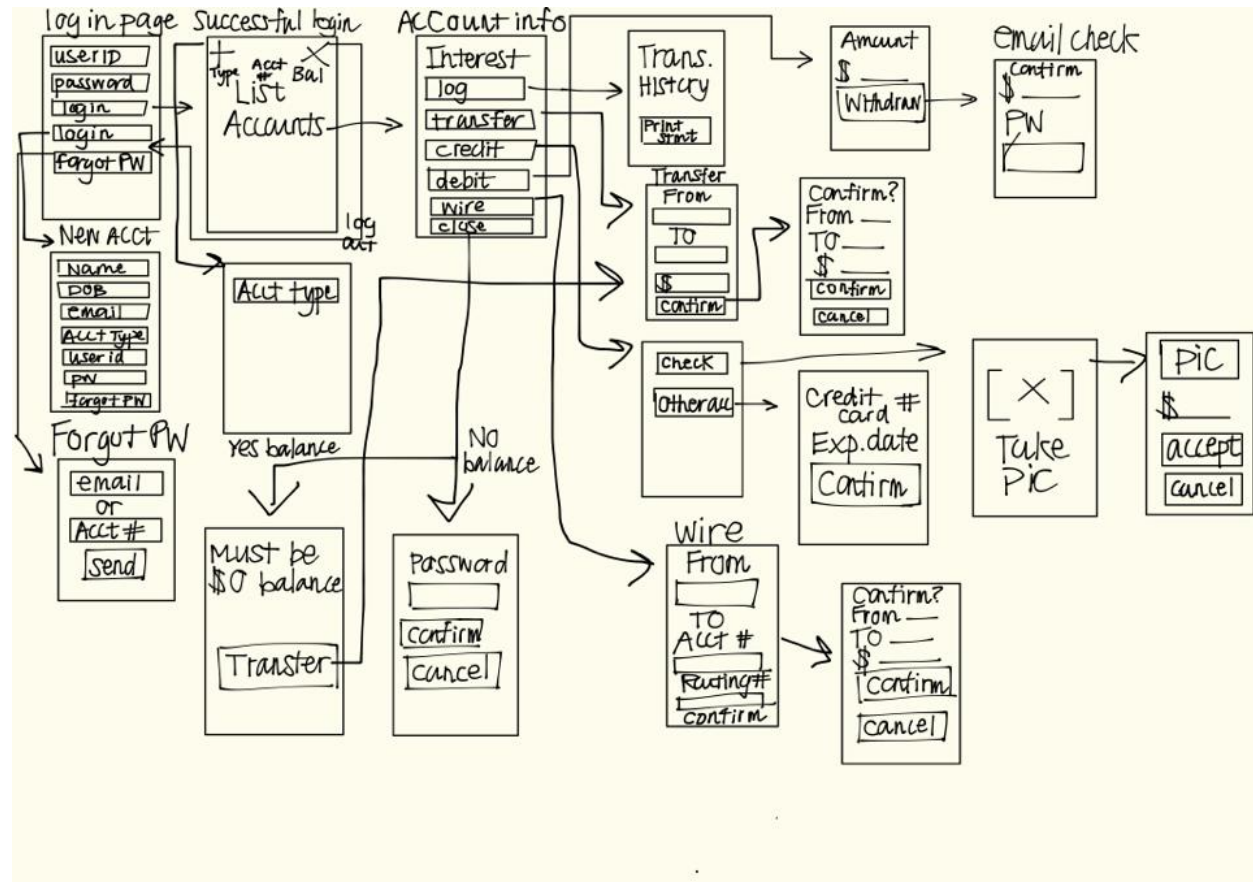 log in page
userID
password
login
login
forgot PW
Successful login
+ X
Type Acct # Bal
List
Accounts
log
out
Account info
Interest
log
transfer
credit
debit
wire
close
Trans.
History
Print
stmt
Amount
$
Withdraw
email check
Confirm
$
PW
Transfer
From
TO
$
Confirm
Confirm?
From
TO
$
confirm
cancel
New Acct
Name
DOB
email
Acct Type
user id
PW
forgot PW
Acct type
check
Other acc
Credit #
card
Exp. date
Confirm
[X]
Take
Pic
Pic
$
accept
cancel
Forgot PW
email
or
Acct #
Send
Yes balance
No
balance
Must be
$0 balance
Transfer
Password
Confirm
Cancel
Wire
From
TO
Acct #
Routing#
Confirm
Confirm?
From
TO
$
Confirm
Cancel